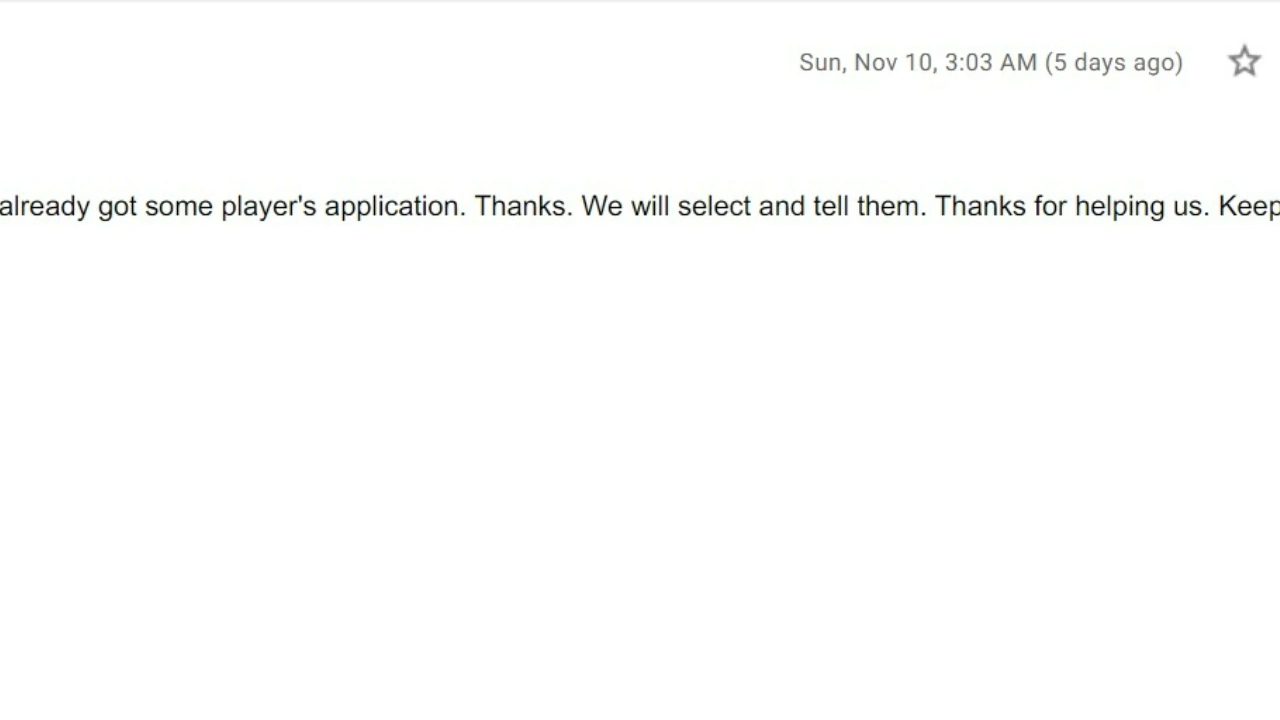 Sun, Nov 10, 3:03 AM (5 days ago)
already got some player's application. Thanks. We will select and tell them. Thanks for helping us. Keep